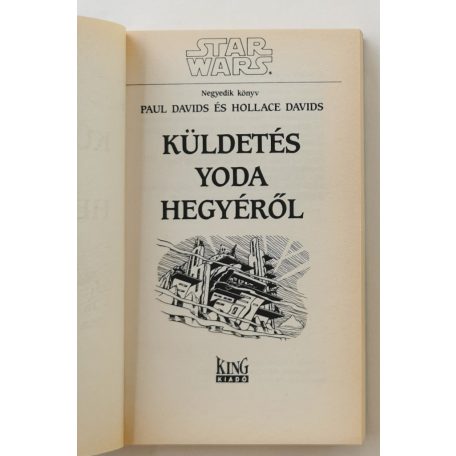 STAR
WARS®
Negyedik könyv
PAUL DAVIDS ÉS HOLLACE DAVIDS
KÜLDETÉS
YODA
HEGYÉRŐL
KING
KIADÓ